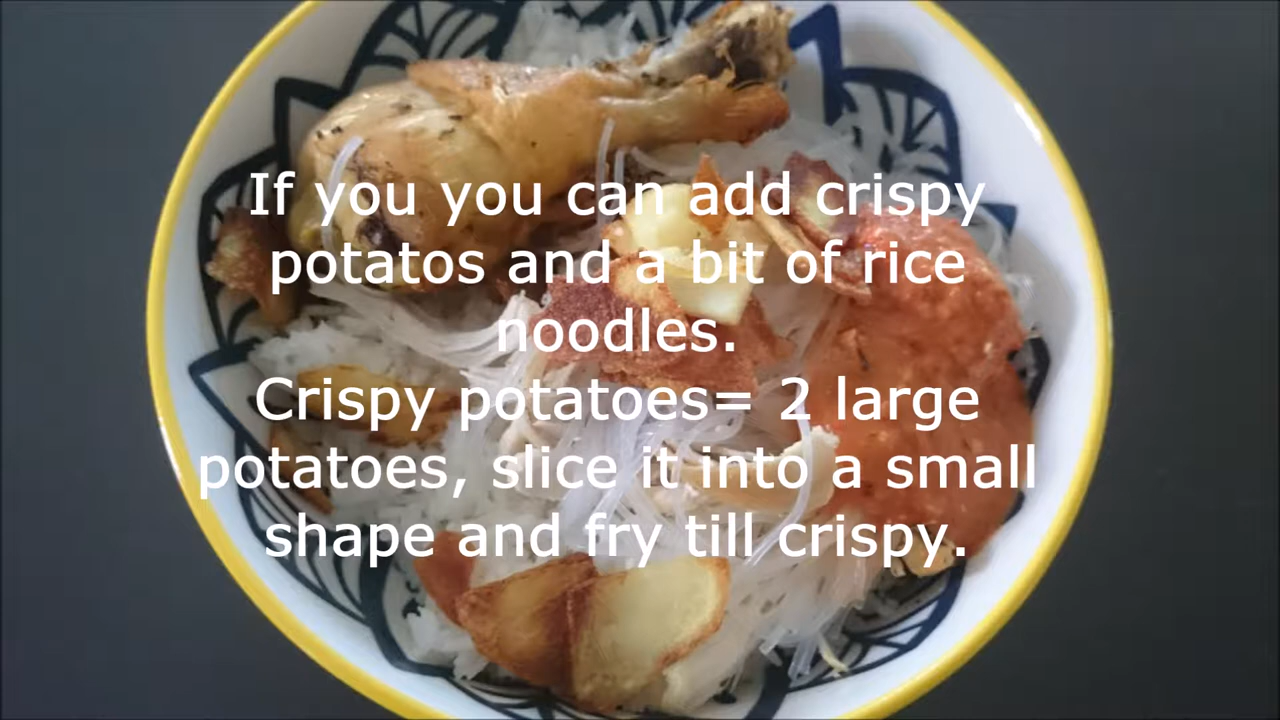 If you you can add crispy
potatos and a bit of rice
noodles.
Crispy potatoes= 2 large
potatoes, slice it into a small
shape and fry till crispy.